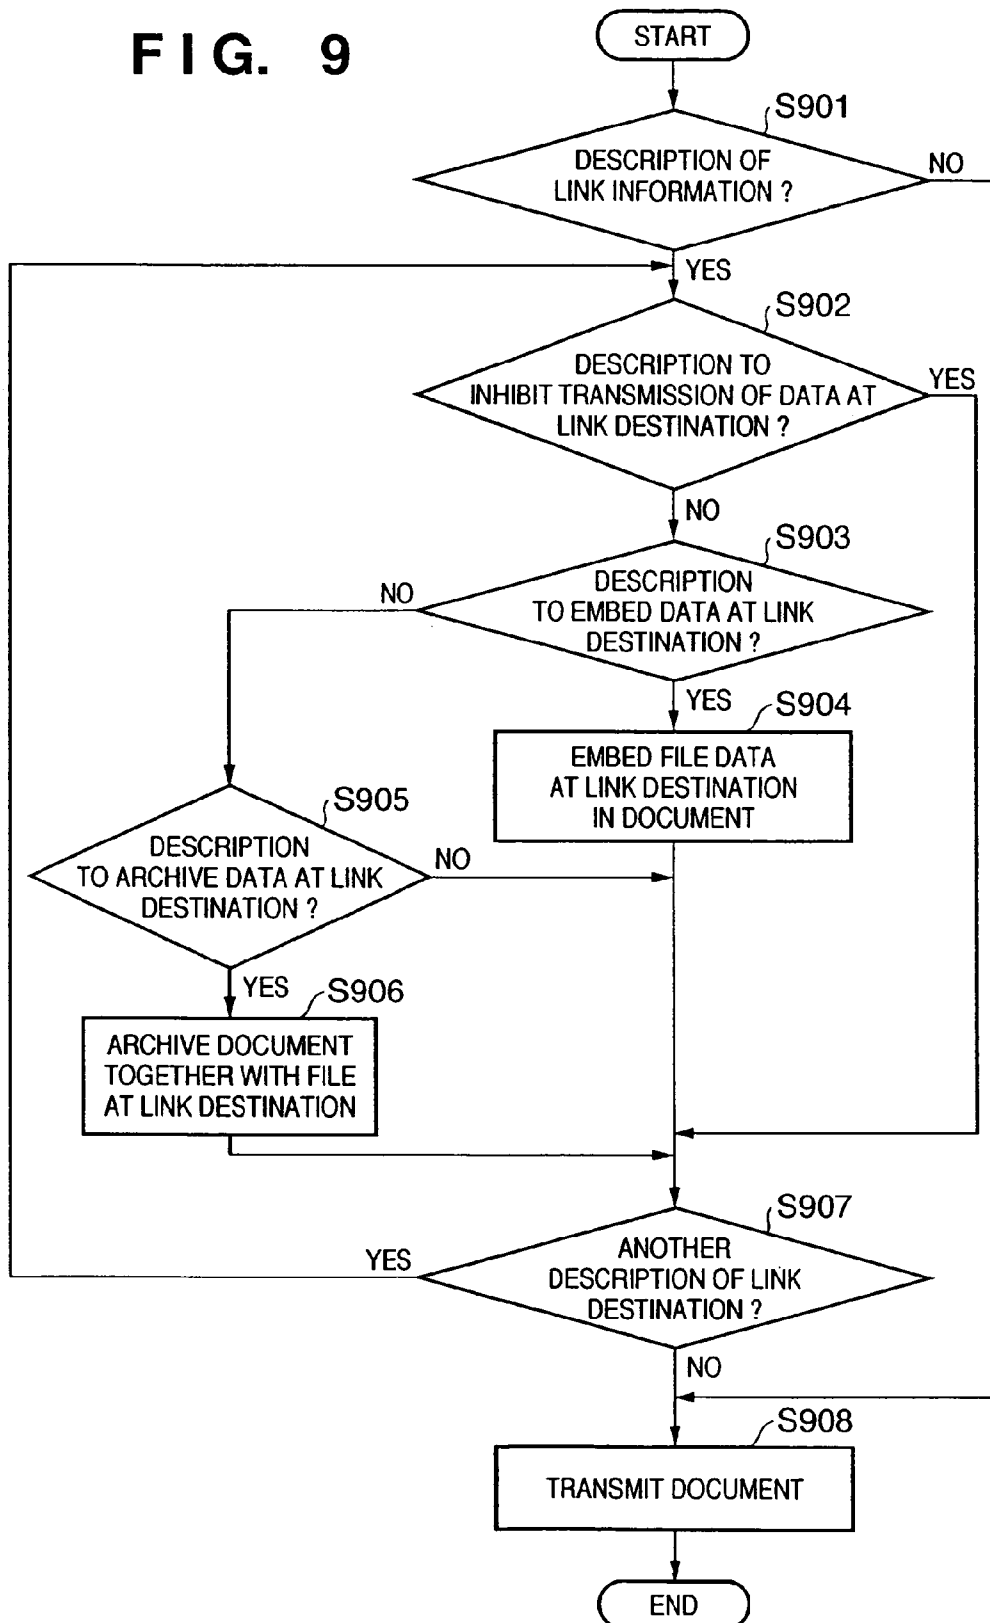 FIG. 9
START
S901
DESCRIPTION OF
LINK INFORMATION ?
NO
YES
S902
DESCRIPTION TO
INHIBIT TRANSMISSION OF DATA AT
LINK DESTINATION ?
YES
NO
S903
DESCRIPTION
TO EMBED DATA AT LINK
DESTINATION ?
NO
YES
S904
EMBED FILE DATA
AT LINK DESTINATION
IN DOCUMENT
S905
DESCRIPTION
TO ARCHIVE DATA AT LINK
DESTINATION ?
NO
YES
S906
ARCHIVE DOCUMENT
TOGETHER WITH FILE
AT LINK DESTINATION
S907
ANOTHER
DESCRIPTION OF LINK
DESTINATION ?
YES
NO
S908
TRANSMIT DOCUMENT
END